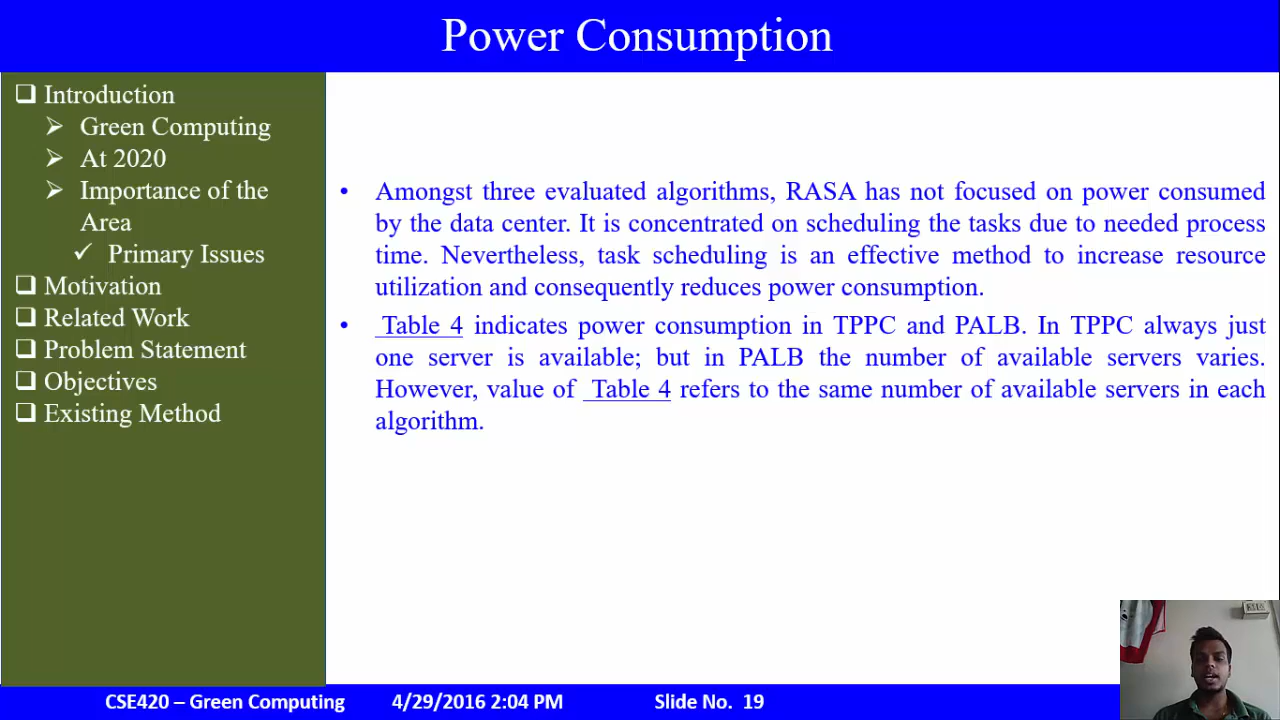 Power Consumption
Introduction
Green Computing
At 2020
Importance of the
Area
Primary Issues
Motivation
Related Work
Problem Statement
Objectives
Existing Method
Amongst three evaluated algorithms, RASA has not focused on power consumed
by the data center. It is concentrated on scheduling the tasks due to needed process
time. Nevertheless, task scheduling is an effective method to increase resource
utilization and consequently reduces power consumption.
Table 4 indicates power consumption in TPPC and PALB. In TPPC always just
one server is available; but in PALB the number of available servers varies.
However, value of Table 4 refers to the same number of available servers in each
algorithm.
CSE420 – Green Computing 4/29/2016 2:04 PM Slide No. 19